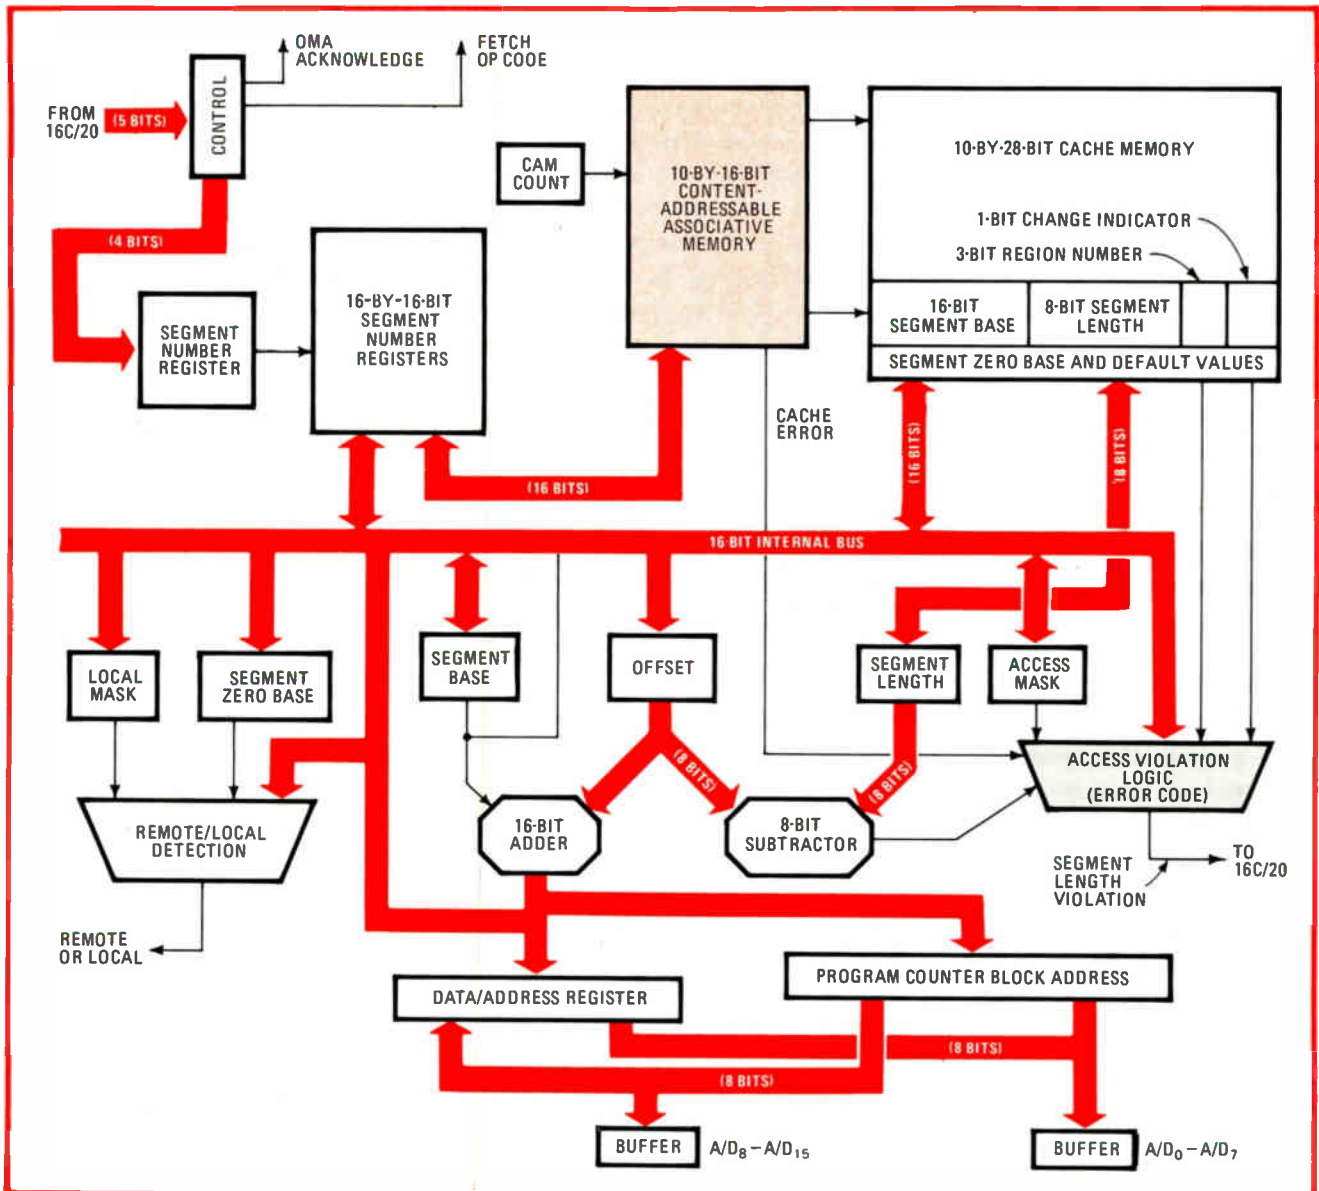 OMA
ACKNOWLEDGE
FETCH
OP COOE
FROM
16C/20
(5 BITS)
CONTROL
(4 BITS)
CAM
COUNT
10-BY-16-BIT
CONTENT-
ADDRESSABLE
ASSOCIATIVE
MEMORY
10-BY-28-BIT CACHE MEMORY
1-BIT CHANGE INDICATOR
3-BIT REGION NUMBER
16-BIT
SEGMENT BASE
8-BIT SEGMENT
LENGTH
SEGMENT ZERO BASE AND DEFAULT VALUES
SEGMENT
NUMBER
REGISTER
16-BY-16-BIT
SEGMENT
NUMBER
REGISTERS
CACHE
ERROR
(16 BITS)
(16 BITS)
(8 BITS)
16-BIT INTERNAL BUS
LOCAL
MASK
SEGMENT
ZERO BASE
SEGMENT
BASE
OFFSET
SEGMENT
LENGTH
ACCESS
MASK
(8 BITS)
(8 BITS)
REMOTE/LOCAL
DETECTION
16-BIT
ADDER
8-BIT
SUBTRACTOR
ACCESS VIOLATION
LOGIC
(ERROR CODE)
SEGMENT
LENGTH
VIOLATION
TO
16C/20
REMOTE
OR LOCAL
DATA/ADDRESS REGISTER
PROGRAM COUNTER BLOCK ADDRESS
(8 BITS)
(8 BITS)
BUFFER
A/D₈–A/D₁₅
BUFFER
A/D₀–A/D₇